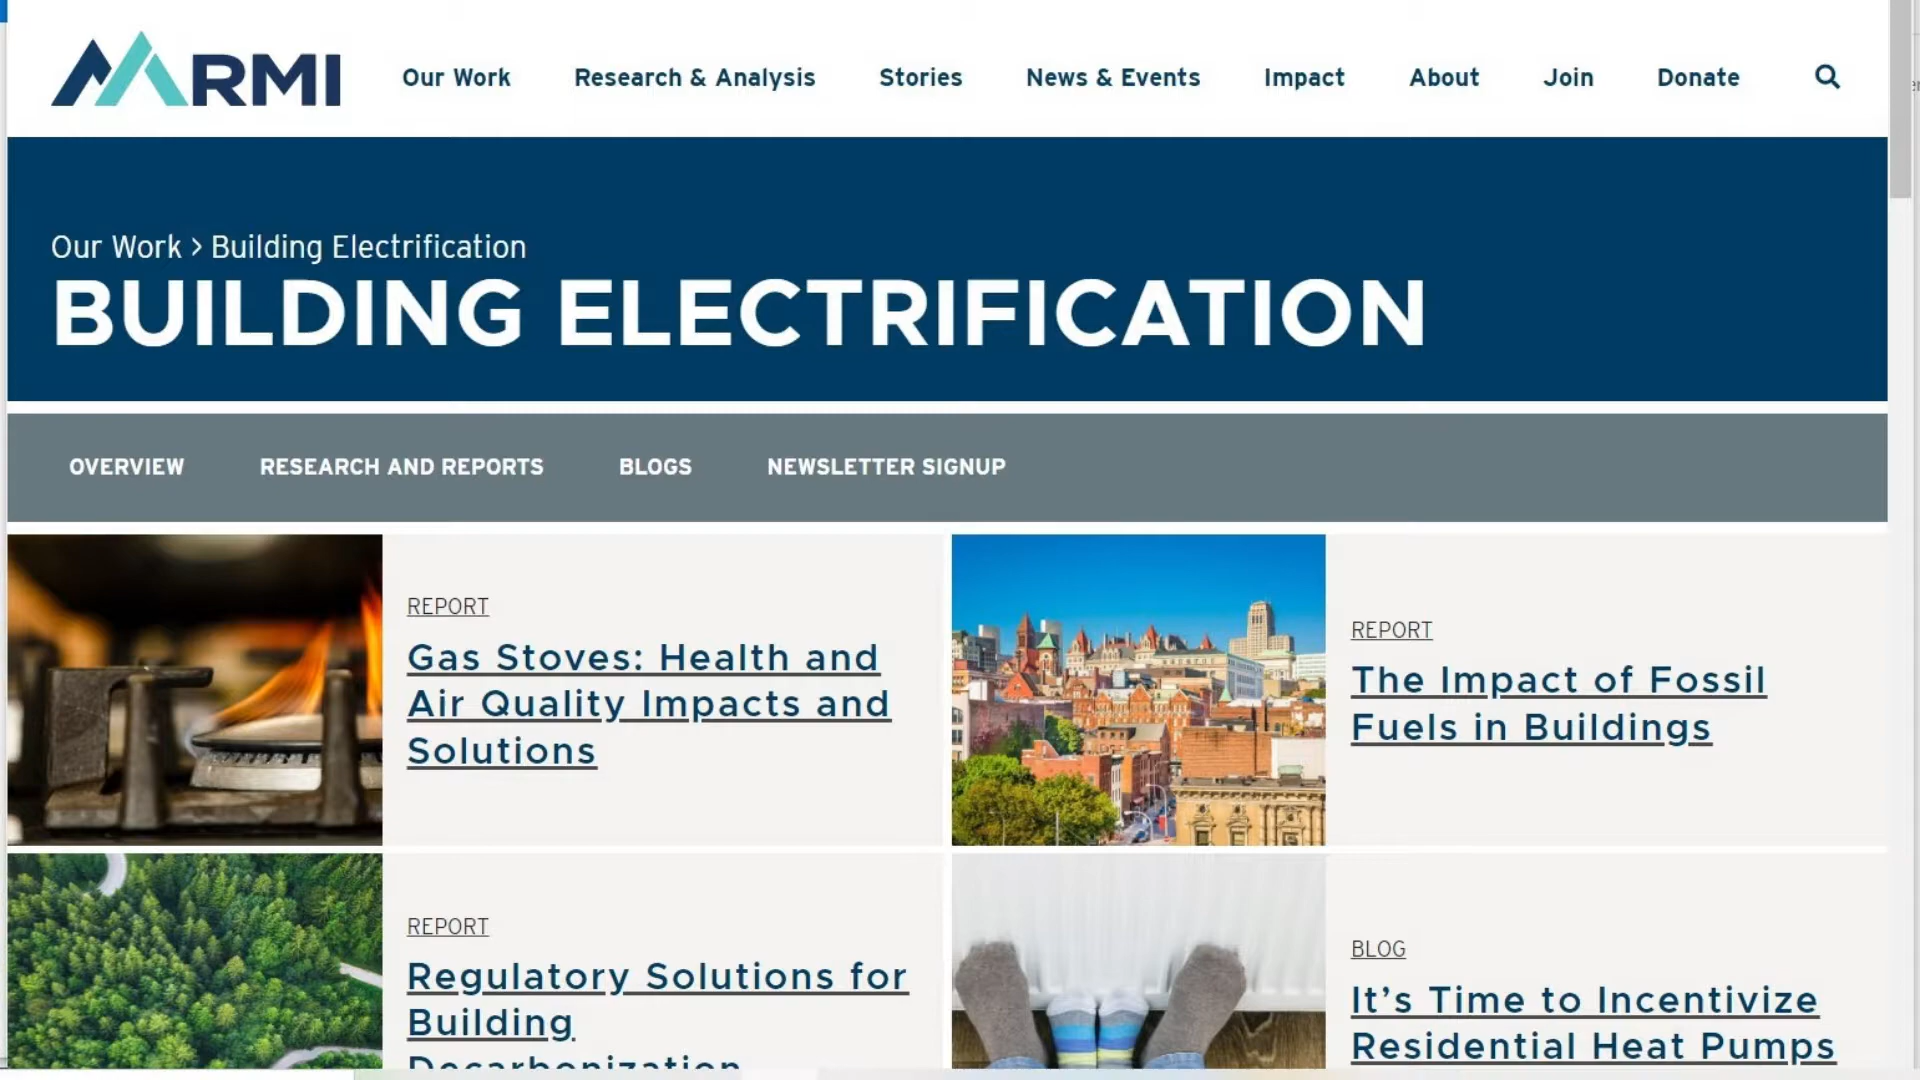 RMI
Our Work
Research & Analysis
Stories
News & Events
Impact
About
Join
Donate
Our Work > Building Electrification
BUILDING ELECTRIFICATION
OVERVIEW
RESEARCH AND REPORTS
BLOGS
NEWSLETTER SIGNUP
REPORT
Gas Stoves: Health and
Air Quality Impacts and
Solutions
REPORT
The Impact of Fossil
Fuels in Buildings
REPORT
Regulatory Solutions for
Building
Decarbonization
BLOG
It’s Time to Incentivize
Residential Heat Pumps